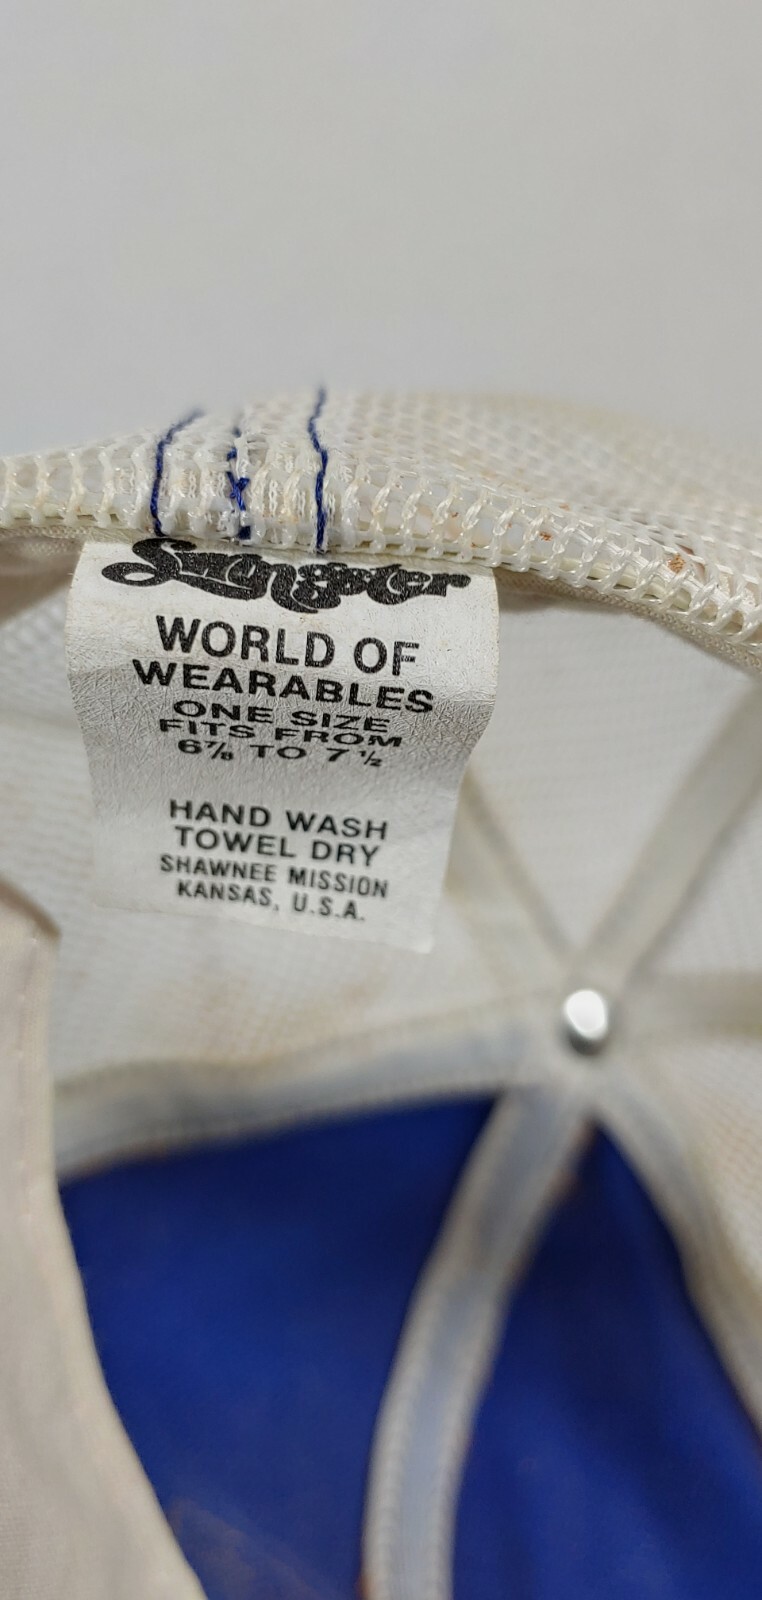 Swingster
WORLD OF
WEARABLES
ONE SIZE
FITS FROM
6⅞ TO 7½
HAND WASH
TOWEL DRY
SHAWNEE MISSION
KANSAS, U.S.A.